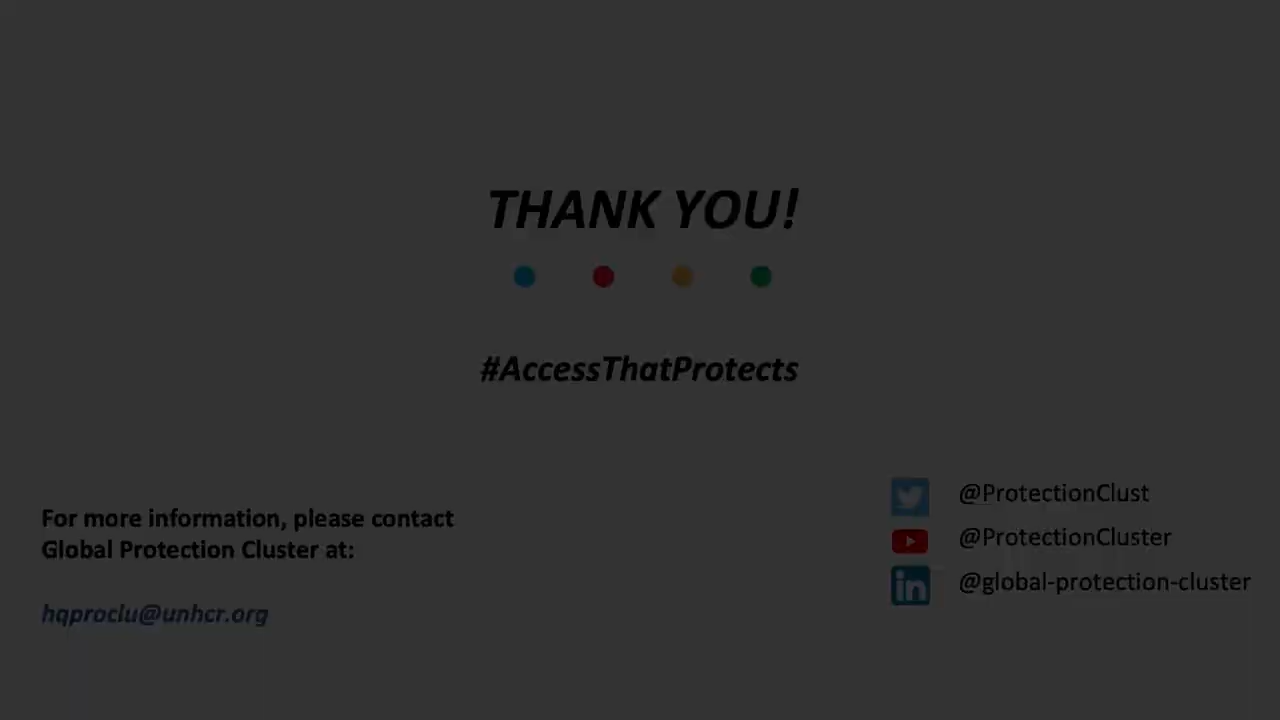 THANK YOU!
#AccessThatProtects
For more information, please contact
Global Protection Cluster at:
hqproclu@unhcr.org
@ProtectionClust
@ProtectionCluster
@global-protection-cluster